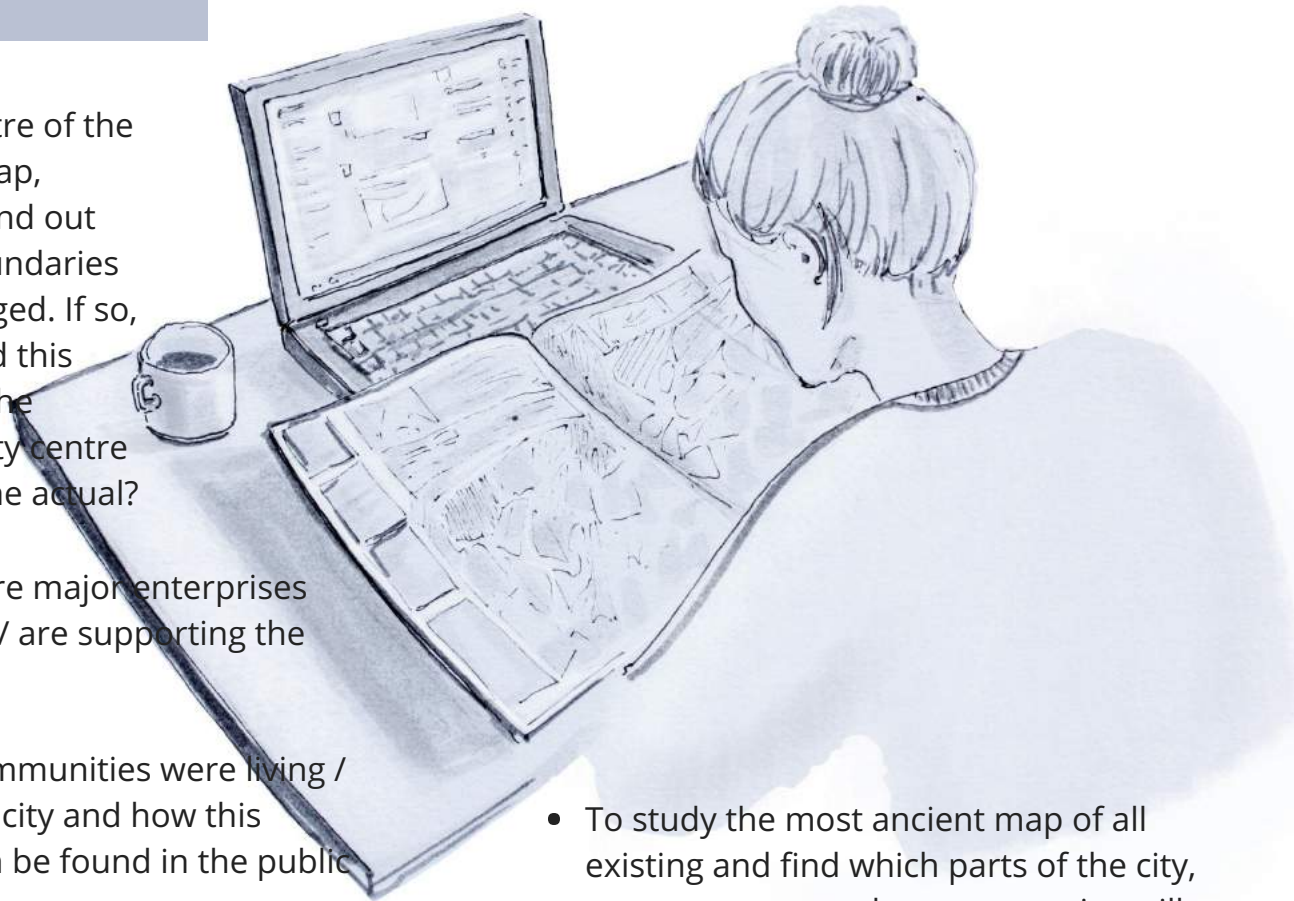 tre of the
ap,
nd out
undaries
ged. If so,
d this
he
ty centre
he actual?
re major enterprises
/ are supporting the
mmunities were living /
city and how this
n be found in the public
• To study the most ancient map of all
existing and find which parts of the city,